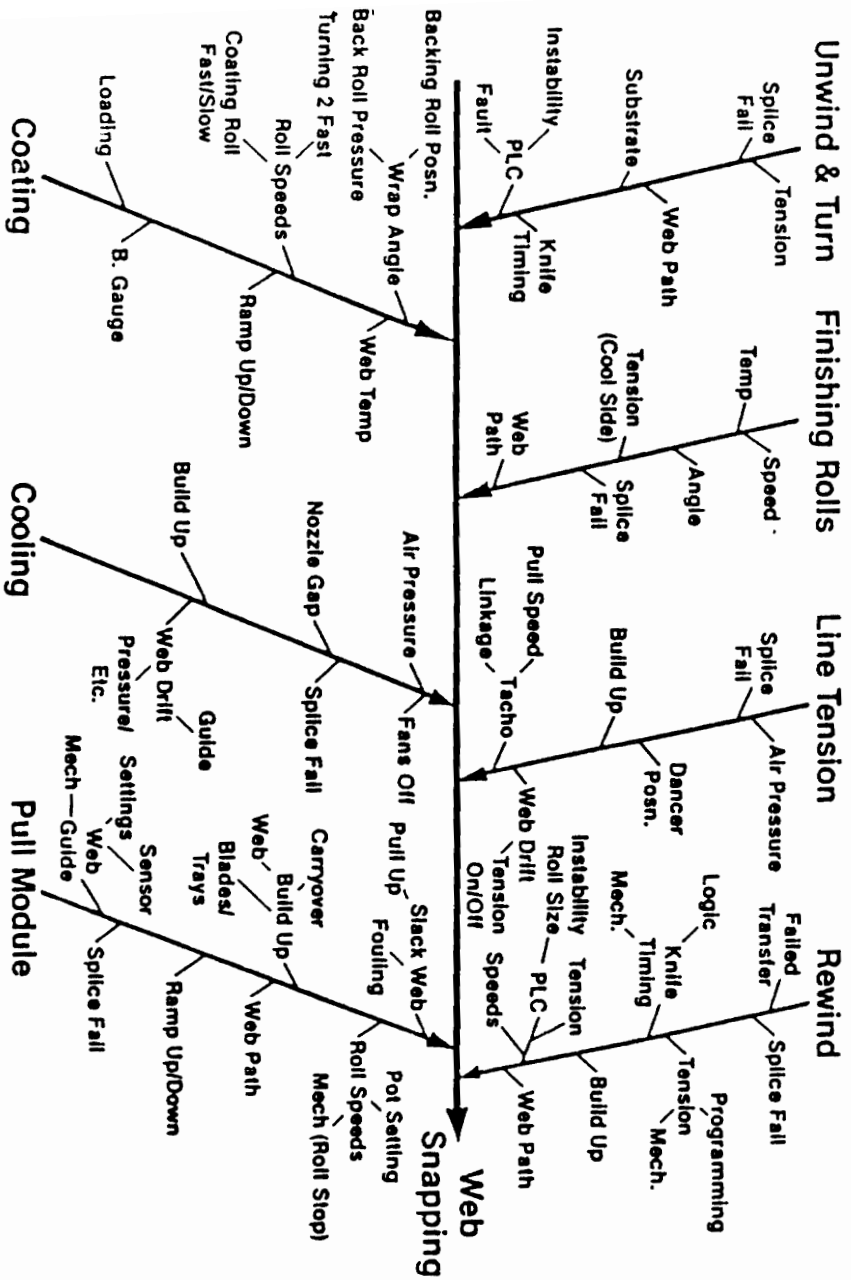 Unwind & Turn
Splice
Fail
Tension
Substrate
Web Path
Instability
PLC
Fault
Knife
Timing
Finishing Rolls
Temp
Speed
Angle
Tension
(Cool Side)
Splice
Fail
Web
Path
Line Tension
Splice
Fail
Air Pressure
Build Up
Dancer
Posn.
Pull Speed
Tacho
Linkage
Web Drift
Tension
On/Off
Rewind
Failed
Transfer
Splice Fail
Logic
Knife
Timing
Mech.
Programming
Tension
Mech.
Instability
Roll Size
PLC
Tension
Speeds
Build Up
Web Path
Web
Snapping
Backing Roll Posn.
Wrap Angle
Back Roll Pressure
Web Temp
Turning 2 Fast
Roll Speeds
Coating Roll
Fast/Slow
Ramp Up/Down
Loading
B. Gauge
Coating
Air Pressure
Fans Off
Nozzle Gap
Splice Fail
Build Up
Web Drift
Guide
Pressure/
Etc.
Cooling
Pull Up
Slack Web
Fouling
Pot Setting
Roll Speeds
Mech (Roll Stop)
Carryover
Web
Build Up
Blades/
Trays
Web Path
Ramp Up/Down
Settings
Sensor
Web
Mech
Guide
Splice Fail
Pull Module